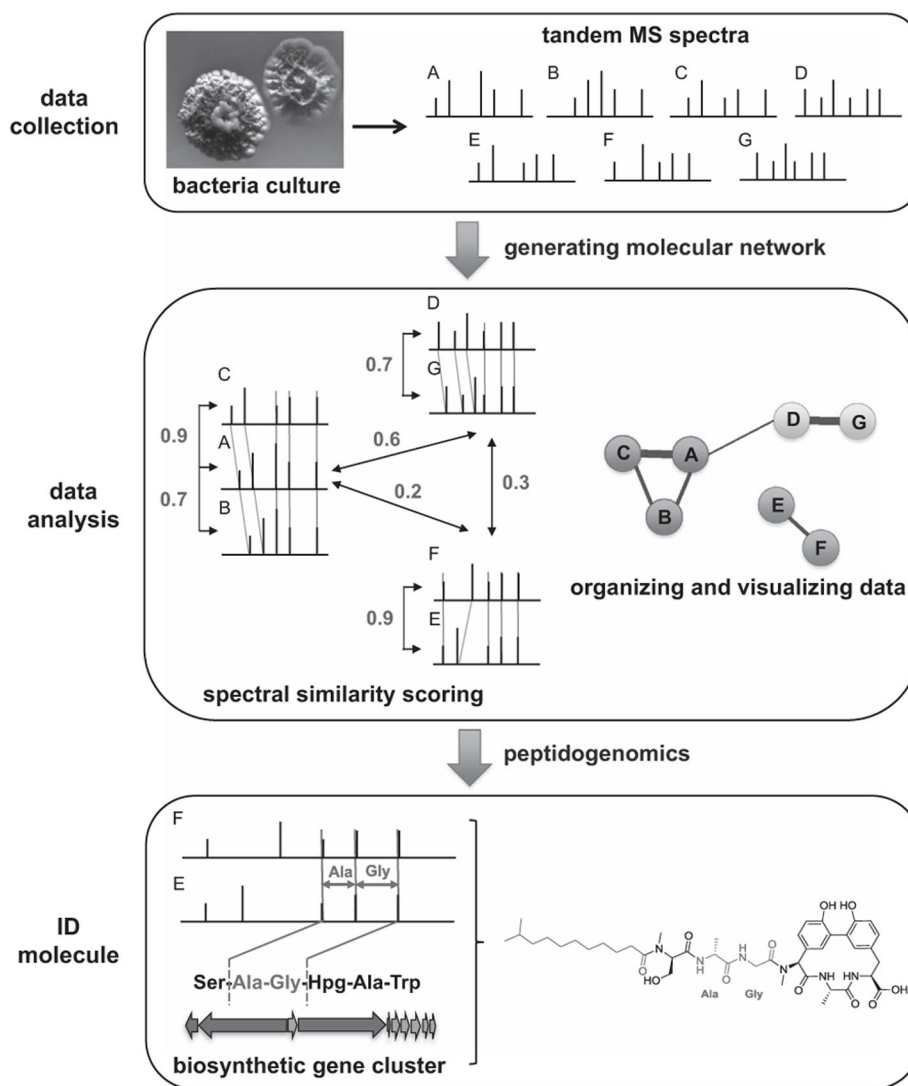 data
collection
tandem MS spectra
A
B
C
D
E
F
G
bacteria culture
generating molecular network
data
analysis
D
0.7
G
C
0.9
A
0.7
B
0.6
0.2
0.3
F
0.9
E
spectral similarity scoring
C
A
B
D
G
E
F
organizing and visualizing data
peptidogenomics
ID
molecule
F
Ala
Gly
E
Ser-Ala-Gly-Hpg-Ala-Trp
biosynthetic gene cluster
OH HO
N
O
HO
O
H
N
O
N
H
O
N
O
NH
O
HN
O
OH
Ala
Gly